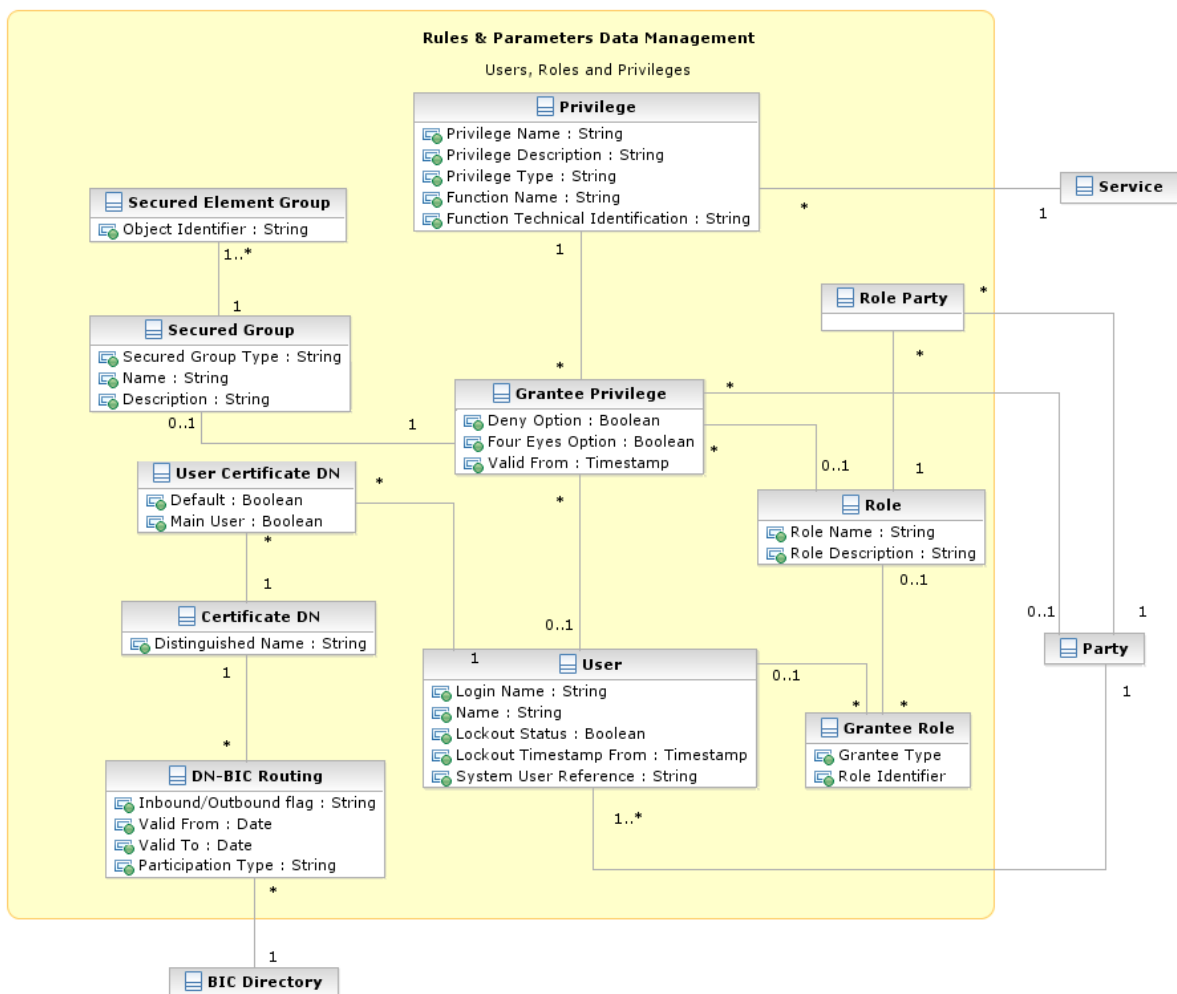 Rules & Parameters Data Management
Users, Roles and Privileges
Privilege
Privilege Name : String
Privilege Description : String
Privilege Type : String
Function Name : String
Function Technical Identification : String
*
1
Service
1
Secured Element Group
Object Identifier : String
1..*
1
Secured Group
Secured Group Type : String
Name : String
Description : String
0..1
1
Role Party
*
*
1
*
Grantee Privilege
Deny Option : Boolean
Four Eyes Option : Boolean
Valid From : Timestamp
*
*
0..1
*
0..1
User Certificate DN
Default : Boolean
Main User : Boolean
*
*
1
Role
Role Name : String
Role Description : String
0..1
Certificate DN
Distinguished Name : String
1
*
0..1
1
Party
1
1
User
Login Name : String
Name : String
Lockout Status : Boolean
Lockout Timestamp From : Timestamp
System User Reference : String
0..1
*
*
1..*
Grantee Role
Grantee Type
Role Identifier
DN-BIC Routing
Inbound/Outbound flag : String
Valid From : Date
Valid To : Date
Participation Type : String
*
1
BIC Directory